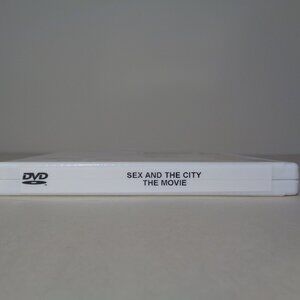 DVD
SEX AND THE CITY
THE MOVIE